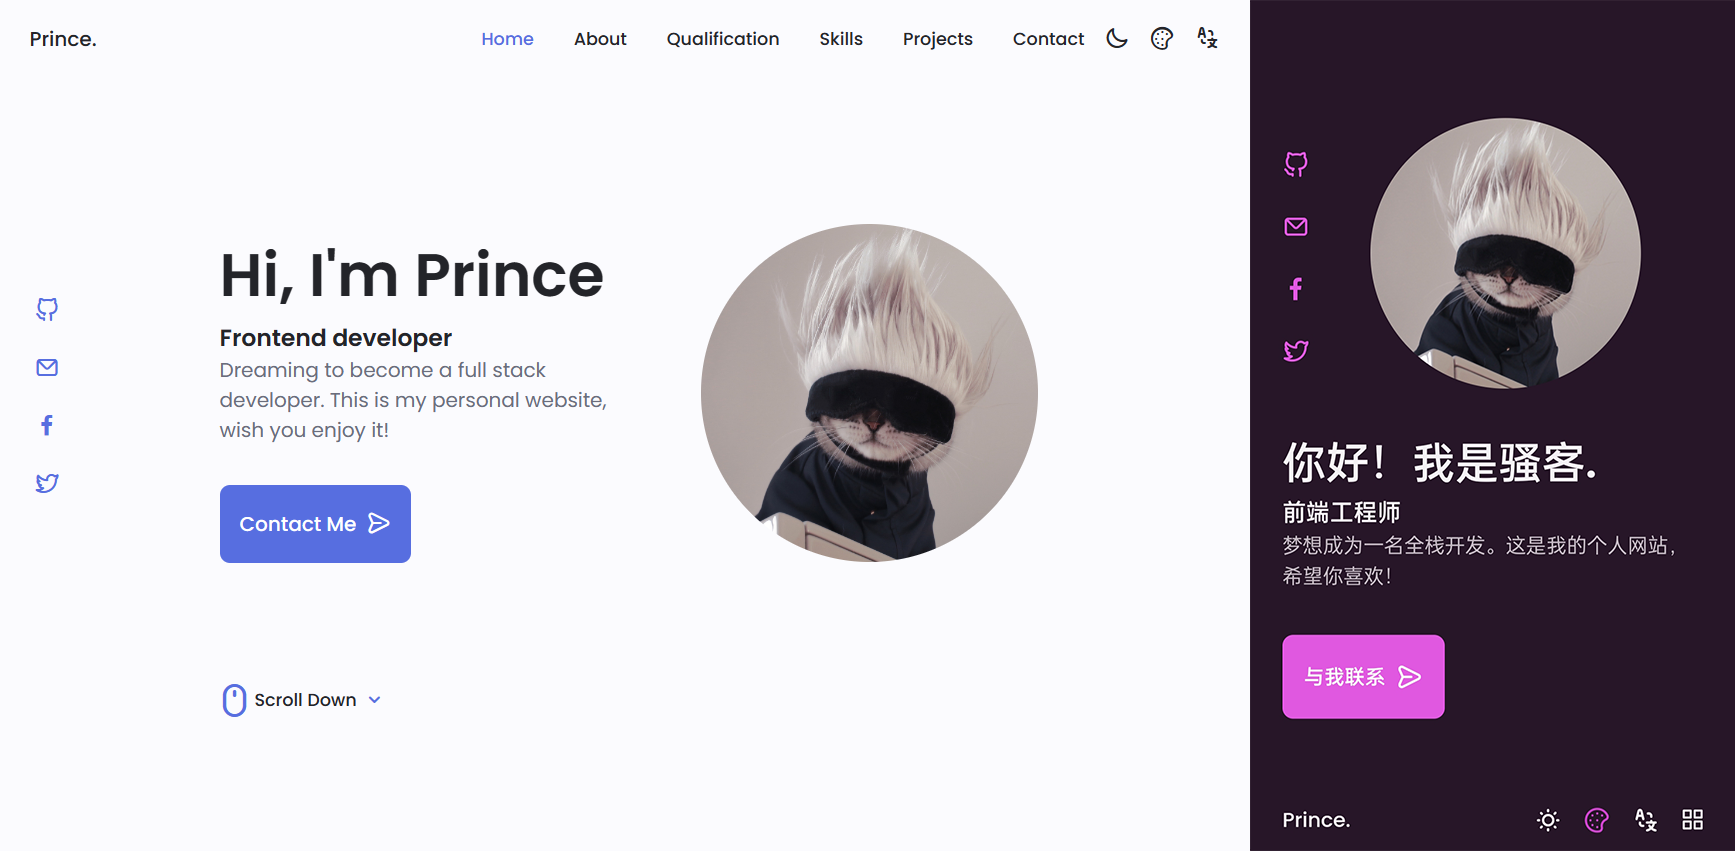 Prince.
Home About Qualification Skills Projects Contact
Hi, I'm Prince
Frontend developer
Dreaming to become a full stack
developer. This is my personal website,
wish you enjoy it!
Contact Me
Scroll Down
你好！我是骚客.
前端工程师
梦想成为一名全栈开发。这是我的个人网站，
希望你喜欢！
与我联系
Prince.